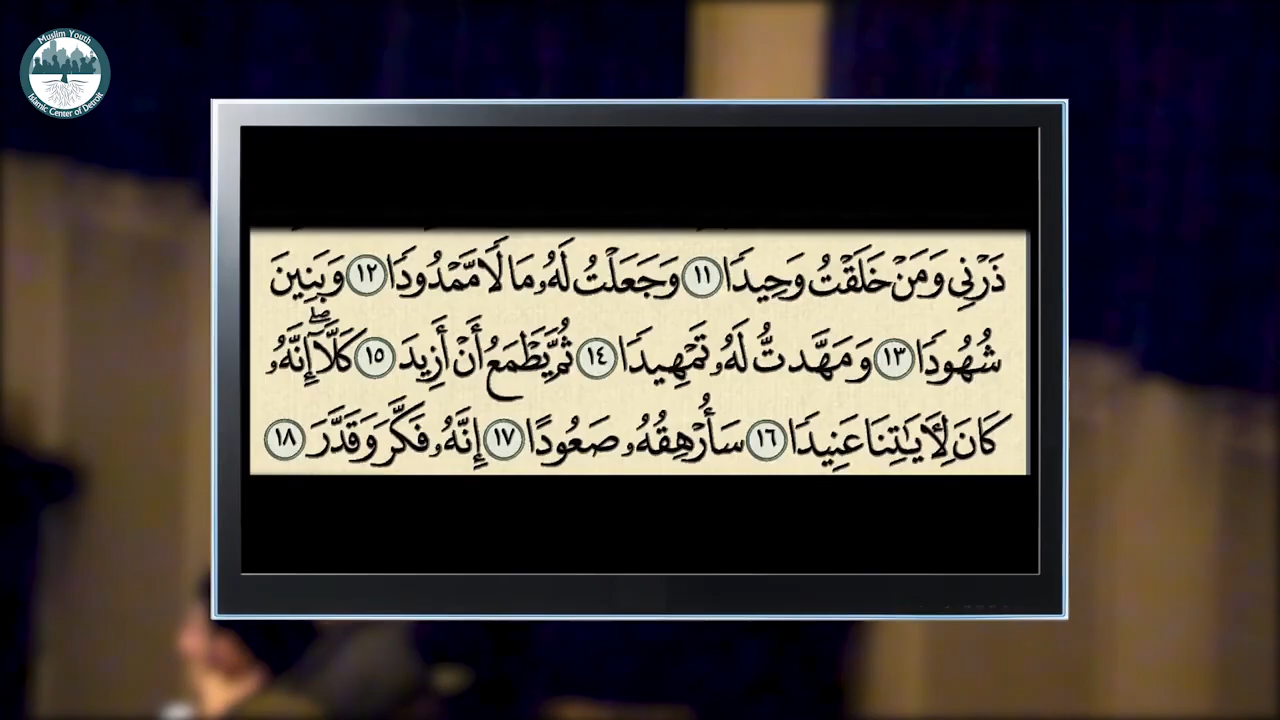 Muslim Youth
Islamic Center of Detroit
ذَرْنِى وَمَنْ خَلَقْتُ وَحِيدًا ١١ وَجَعَلْتُ لَهُۥ مَالًا مَّمْدُودًا ١٢ وَبَنِينَ
شُهُودًا ١٣ وَمَهَّدتُّ لَهُۥ تَمْهِيدًا ١٤ ثُمَّ يَطْمَعُ أَنْ أَزِيدَ ١٥ كَلَّآ ۖ إِنَّهُۥ
كَانَ لِـَٔايَـٰتِنَا عَنِيدًا ١٦ سَأُرْهِقُهُۥ صَعُودًا ١٧ إِنَّهُۥ فَكَّرَ وَقَدَّرَ ١٨